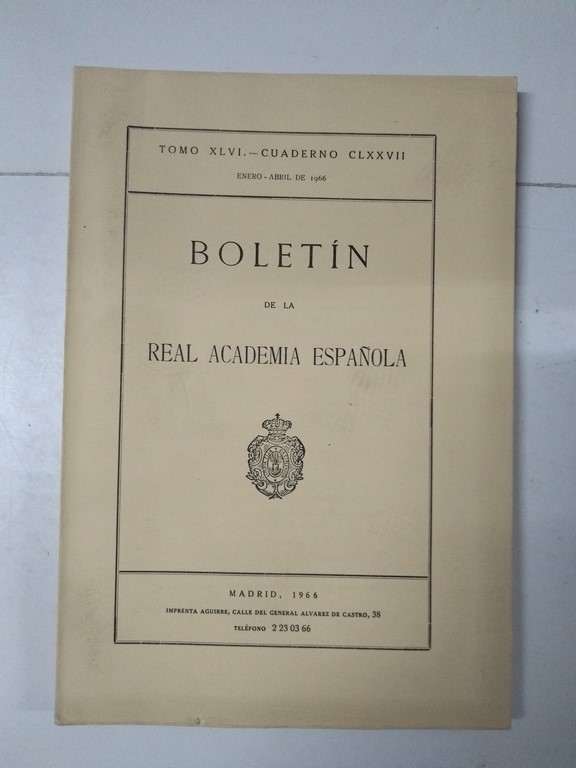 TOMO XLVI.—CUADERNO CLXXVII
ENERO-ABRIL DE 1966
BOLETÍN
DE LA
REAL ACADEMIA ESPAÑOLA
MADRID, 1966
IMPRENTA AGUIRRE, CALLE DEL GENERAL ALVAREZ DE CASTRO, 38
TELÉFONO 2 23 03 66